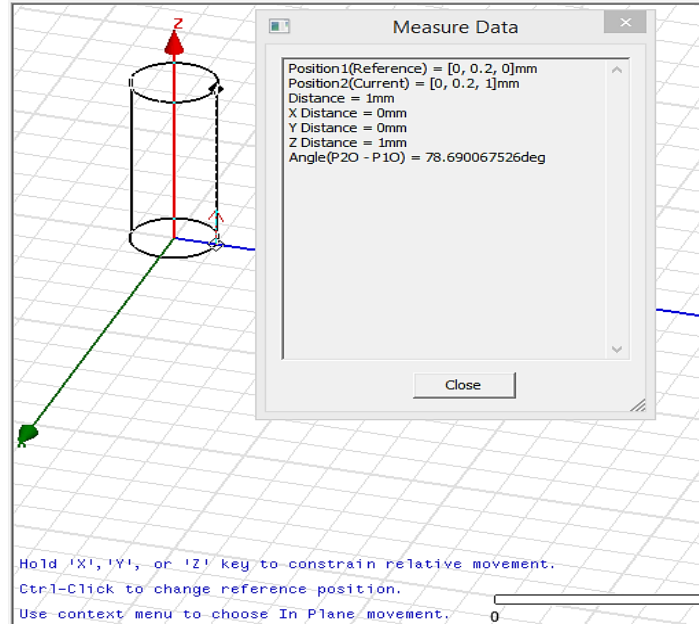 Z
Measure Data
Position1(Reference) = [0, 0.2, 0]mm
Position2(Current) = [0, 0.2, 1]mm
Distance = 1mm
X Distance = 0mm
Y Distance = 0mm
Z Distance = 1mm
Angle(P2O - P1O) = 78.690067526deg
Close
Hold 'X','Y', or 'Z' key to constrain relative movement.
Ctrl-Click to change reference position.
Use context menu to choose In Plane movement.
0